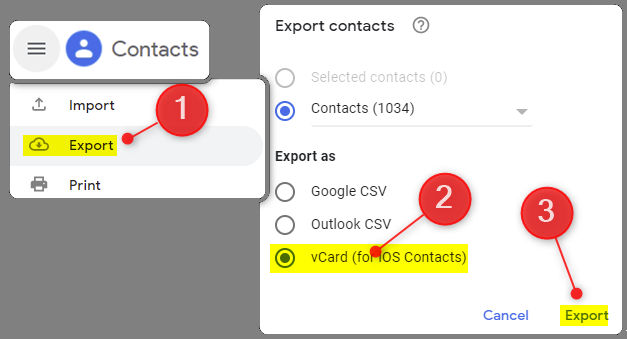 Contacts
Import
Export
Print
1
Export contacts ?
Selected contacts (0)
Contacts (1034)
Export as
Google CSV
Outlook CSV
vCard (for iOS Contacts)
2
3
Cancel Export